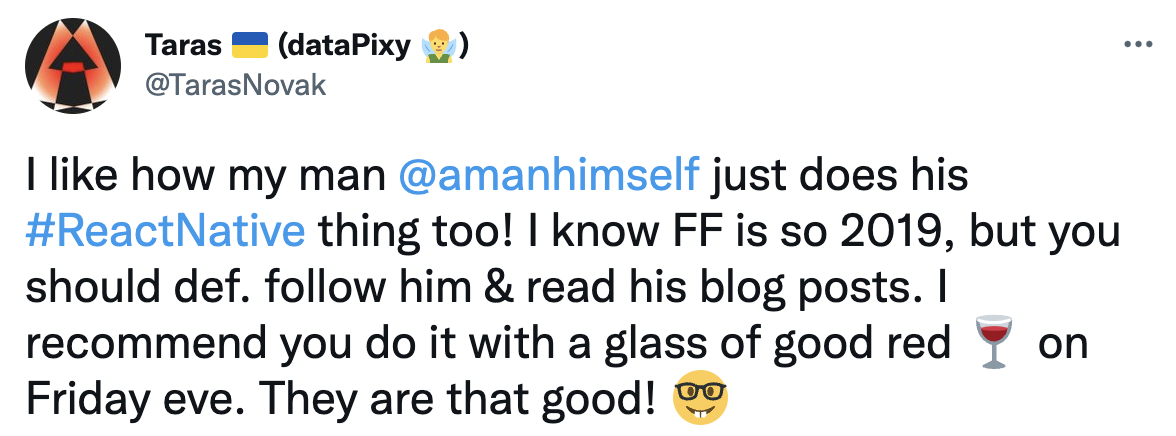 Taras 🇺🇦 (dataPixy 🧚‍♂️)
@TarasNovak
I like how my man @amanhimself just does his
#ReactNative thing too! I know FF is so 2019, but you
should def. follow him & read his blog posts. I
recommend you do it with a glass of good red 🍷 on
Friday eve. They are that good! 🤓